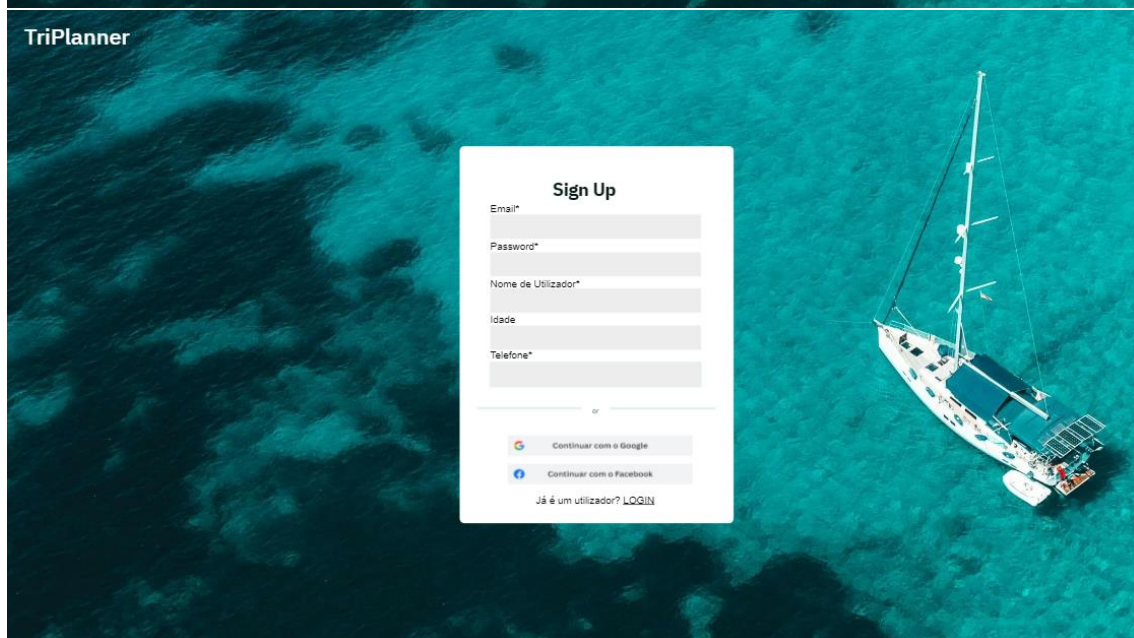 TriPlanner
Sign Up
Email*
Password*
Nome de Utilizador*
Idade
Telefone*
or
Continuar com o Google
Continuar com o Facebook
Já é um utilizador? LOGIN